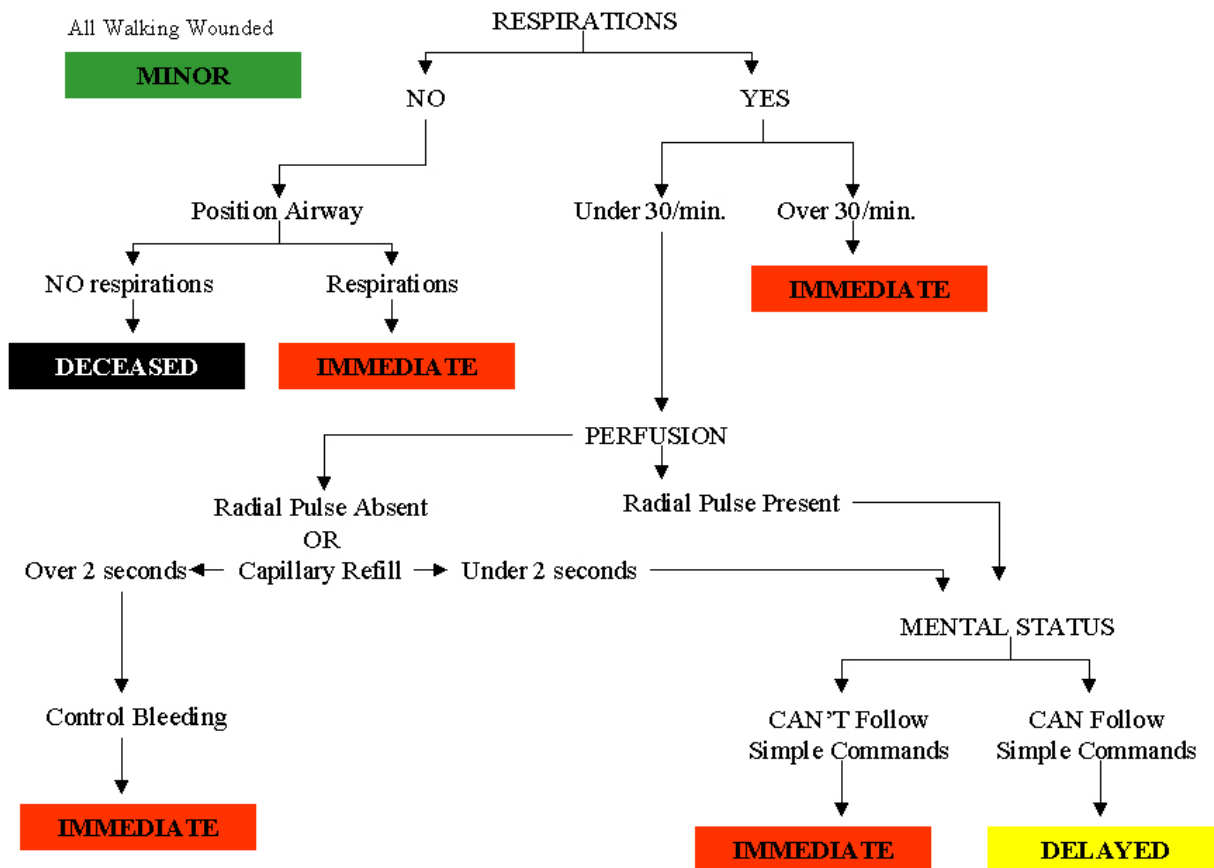 All Walking Wounded
MINOR
RESPIRATIONS
NO
YES
Position Airway
Under 30/min.
Over 30/min.
NO respirations
Respirations
IMMEDIATE
DECEASED
IMMEDIATE
PERFUSION
Radial Pulse Absent
Radial Pulse Present
OR
Over 2 seconds
Capillary Refill
Under 2 seconds
MENTAL STATUS
Control Bleeding
CAN'T Follow
Simple Commands
CAN Follow
Simple Commands
IMMEDIATE
IMMEDIATE
DELAYED